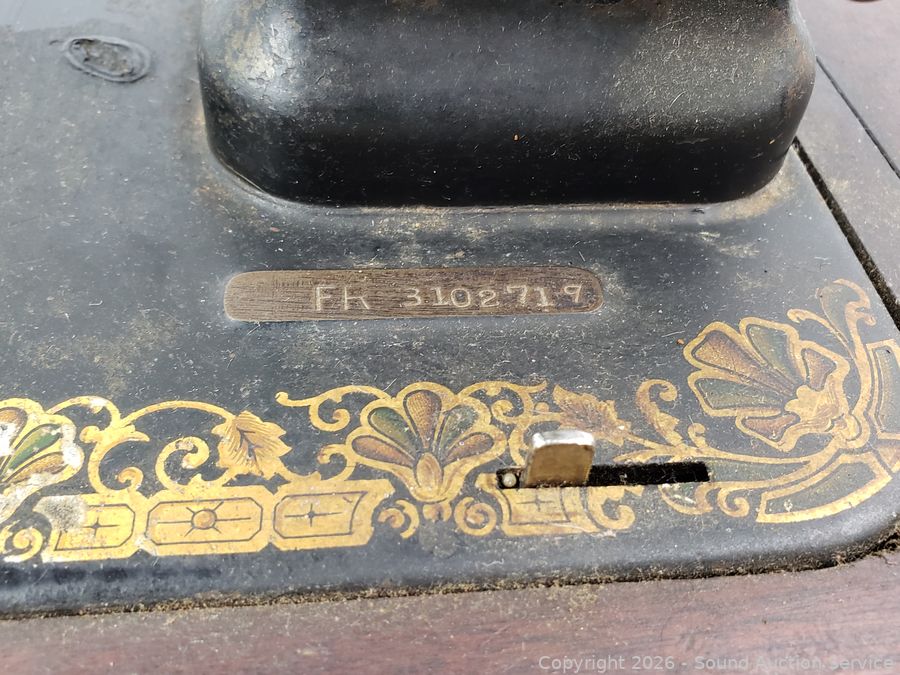 FR 3102719
Copyright 2026 - Sound Auction Service